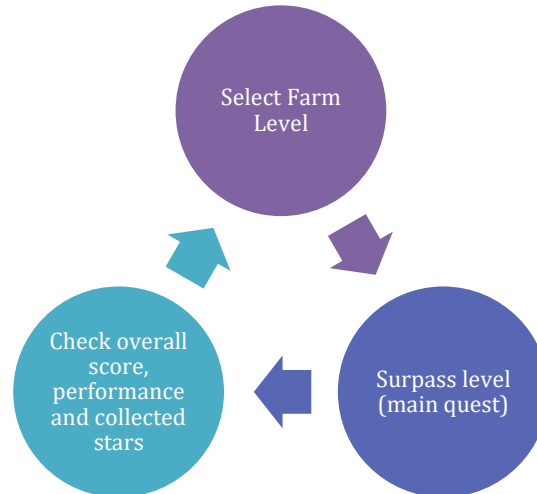 Select Farm
Level
Surpass level
(main quest)
Check overall
score,
performance
and collected
stars